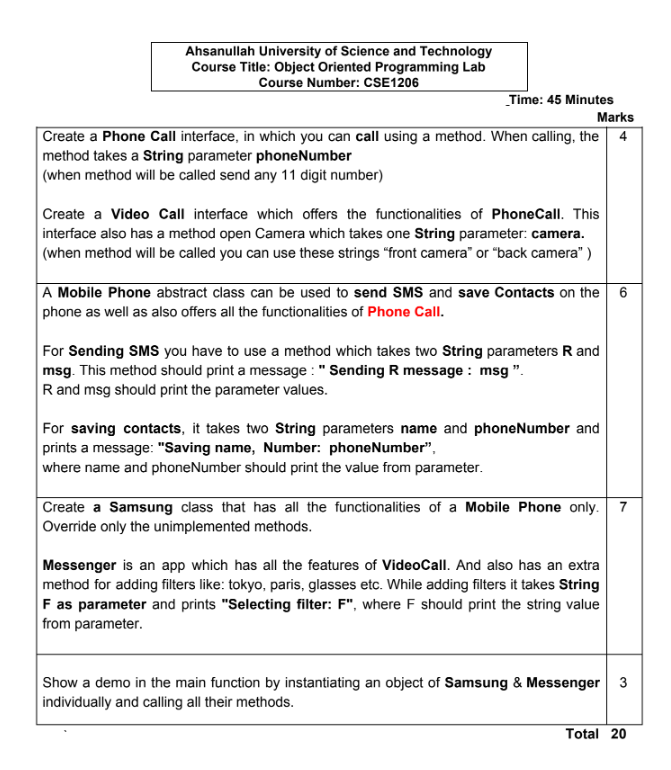 Ahsanullah University of Science and Technology
Course Title: Object Oriented Programming Lab
Course Number: CSE1206
_Time: 45 Minutes
Marks
Create a Phone Call interface, in which you can call using a method. When calling, the 4
method takes a String parameter phoneNumber
(when method will be called send any 11 digit number)
Create a Video Call interface which offers the functionalities of PhoneCall. This
interface also has a method open Camera which takes one String parameter: camera.
(when method will be called you can use these strings “front camera” or “back camera” )
A Mobile Phone abstract class can be used to send SMS and save Contacts on the 6
phone as well as also offers all the functionalities of Phone Call.
For Sending SMS you have to use a method which takes two String parameters R and
msg. This method should print a message : " Sending R message : msg ”.
R and msg should print the parameter values.
For saving contacts, it takes two String parameters name and phoneNumber and
prints a message: "Saving name, Number: phoneNumber”,
where name and phoneNumber should print the value from parameter.
Create a Samsung class that has all the functionalities of a Mobile Phone only. 7
Override only the unimplemented methods.
Messenger is an app which has all the features of VideoCall. And also has an extra
method for adding filters like: tokyo, paris, glasses etc. While adding filters it takes String
F as parameter and prints "Selecting filter: F", where F should print the string value
from parameter.
Show a demo in the main function by instantiating an object of Samsung & Messenger 3
individually and calling all their methods.
Total 20